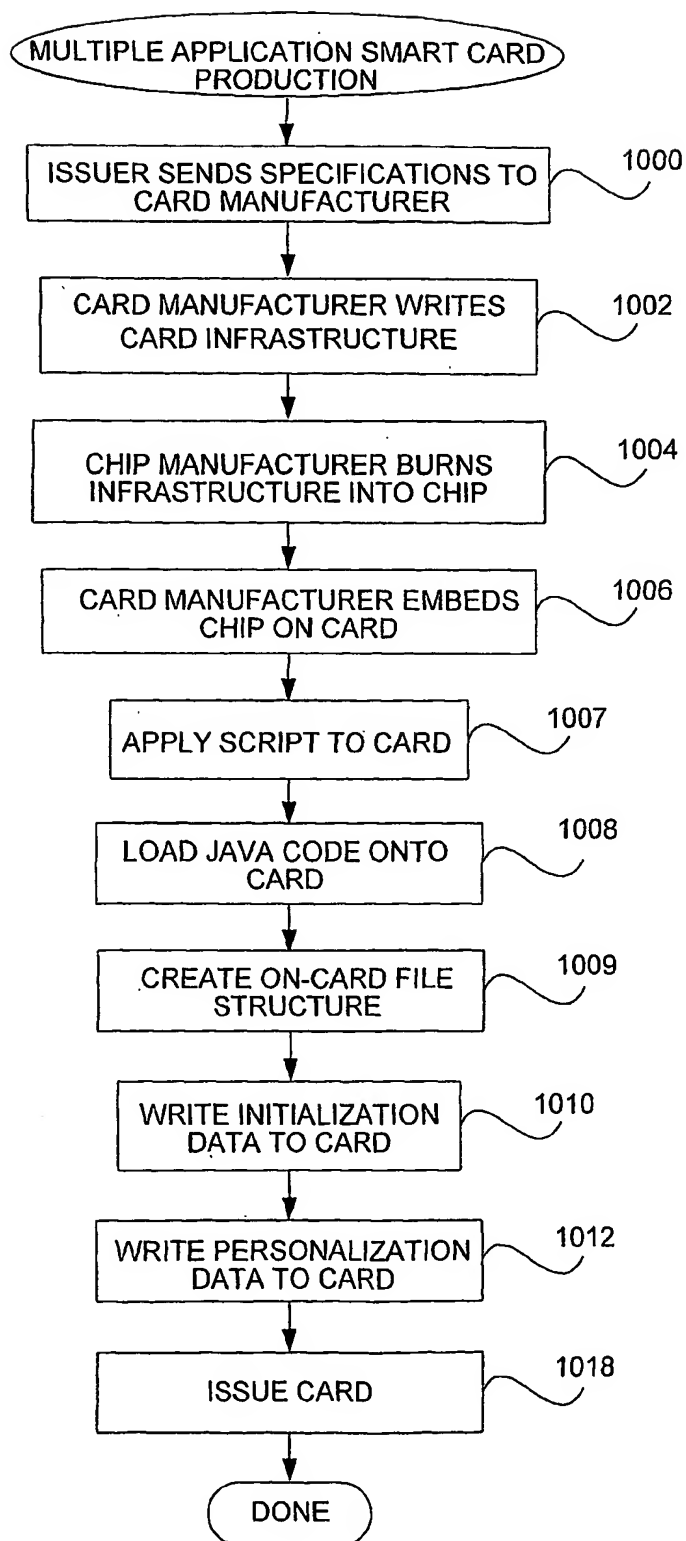 MULTIPLE APPLICATION SMART CARD
PRODUCTION
ISSUER SENDS SPECIFICATIONS TO
CARD MANUFACTURER
1000
CARD MANUFACTURER WRITES
CARD INFRASTRUCTURE
1002
CHIP MANUFACTURER BURNS
INFRASTRUCTURE INTO CHIP
1004
CARD MANUFACTURER EMBEDS
CHIP ON CARD
1006
APPLY SCRIPT TO CARD
1007
LOAD JAVA CODE ONTO
CARD
1008
CREATE ON-CARD FILE
STRUCTURE
1009
WRITE INITIALIZATION
DATA TO CARD
1010
WRITE PERSONALIZATION
DATA TO CARD
1012
ISSUE CARD
1018
DONE